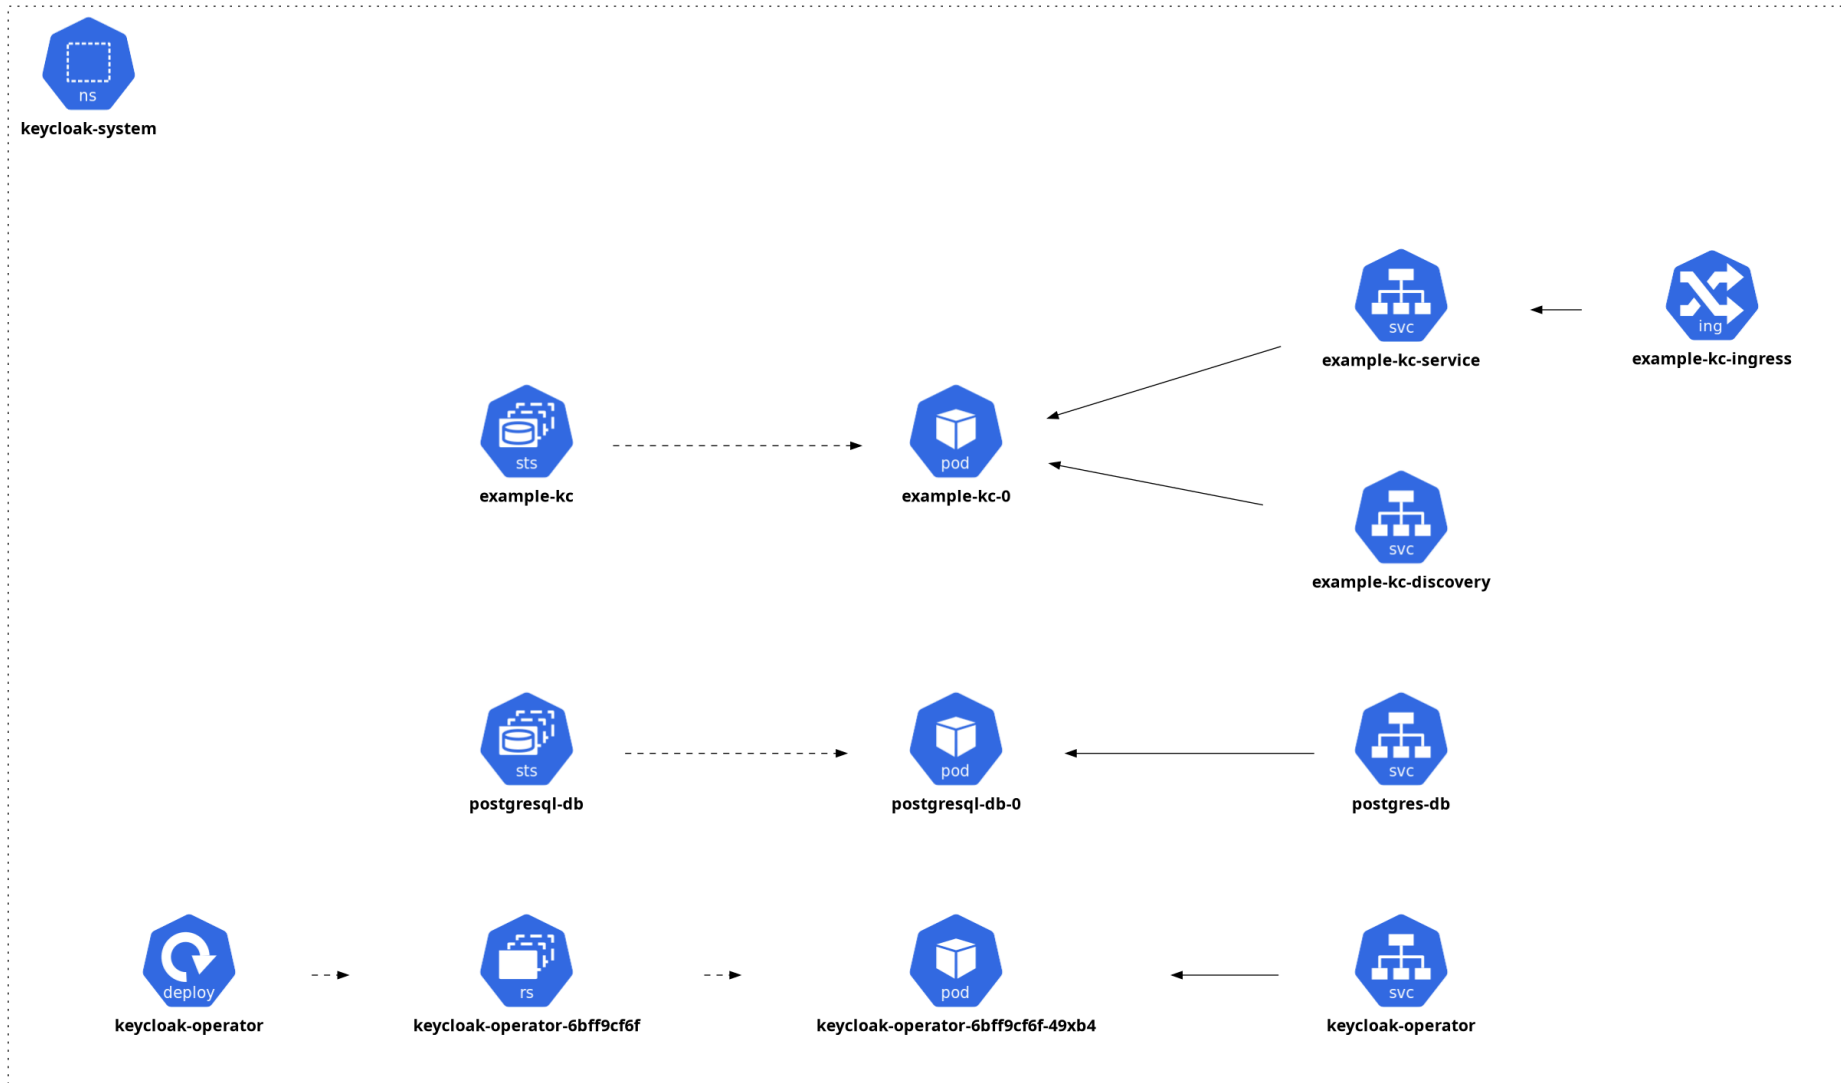 ns
keycloak-system
svc
example-kc-service
ing
example-kc-ingress
sts
example-kc
pod
example-kc-0
svc
example-kc-discovery
sts
postgresql-db
pod
postgresql-db-0
svc
postgres-db
deploy
keycloak-operator
rs
keycloak-operator-6bff9cf6f
pod
keycloak-operator-6bff9cf6f-49xb4
svc
keycloak-operator